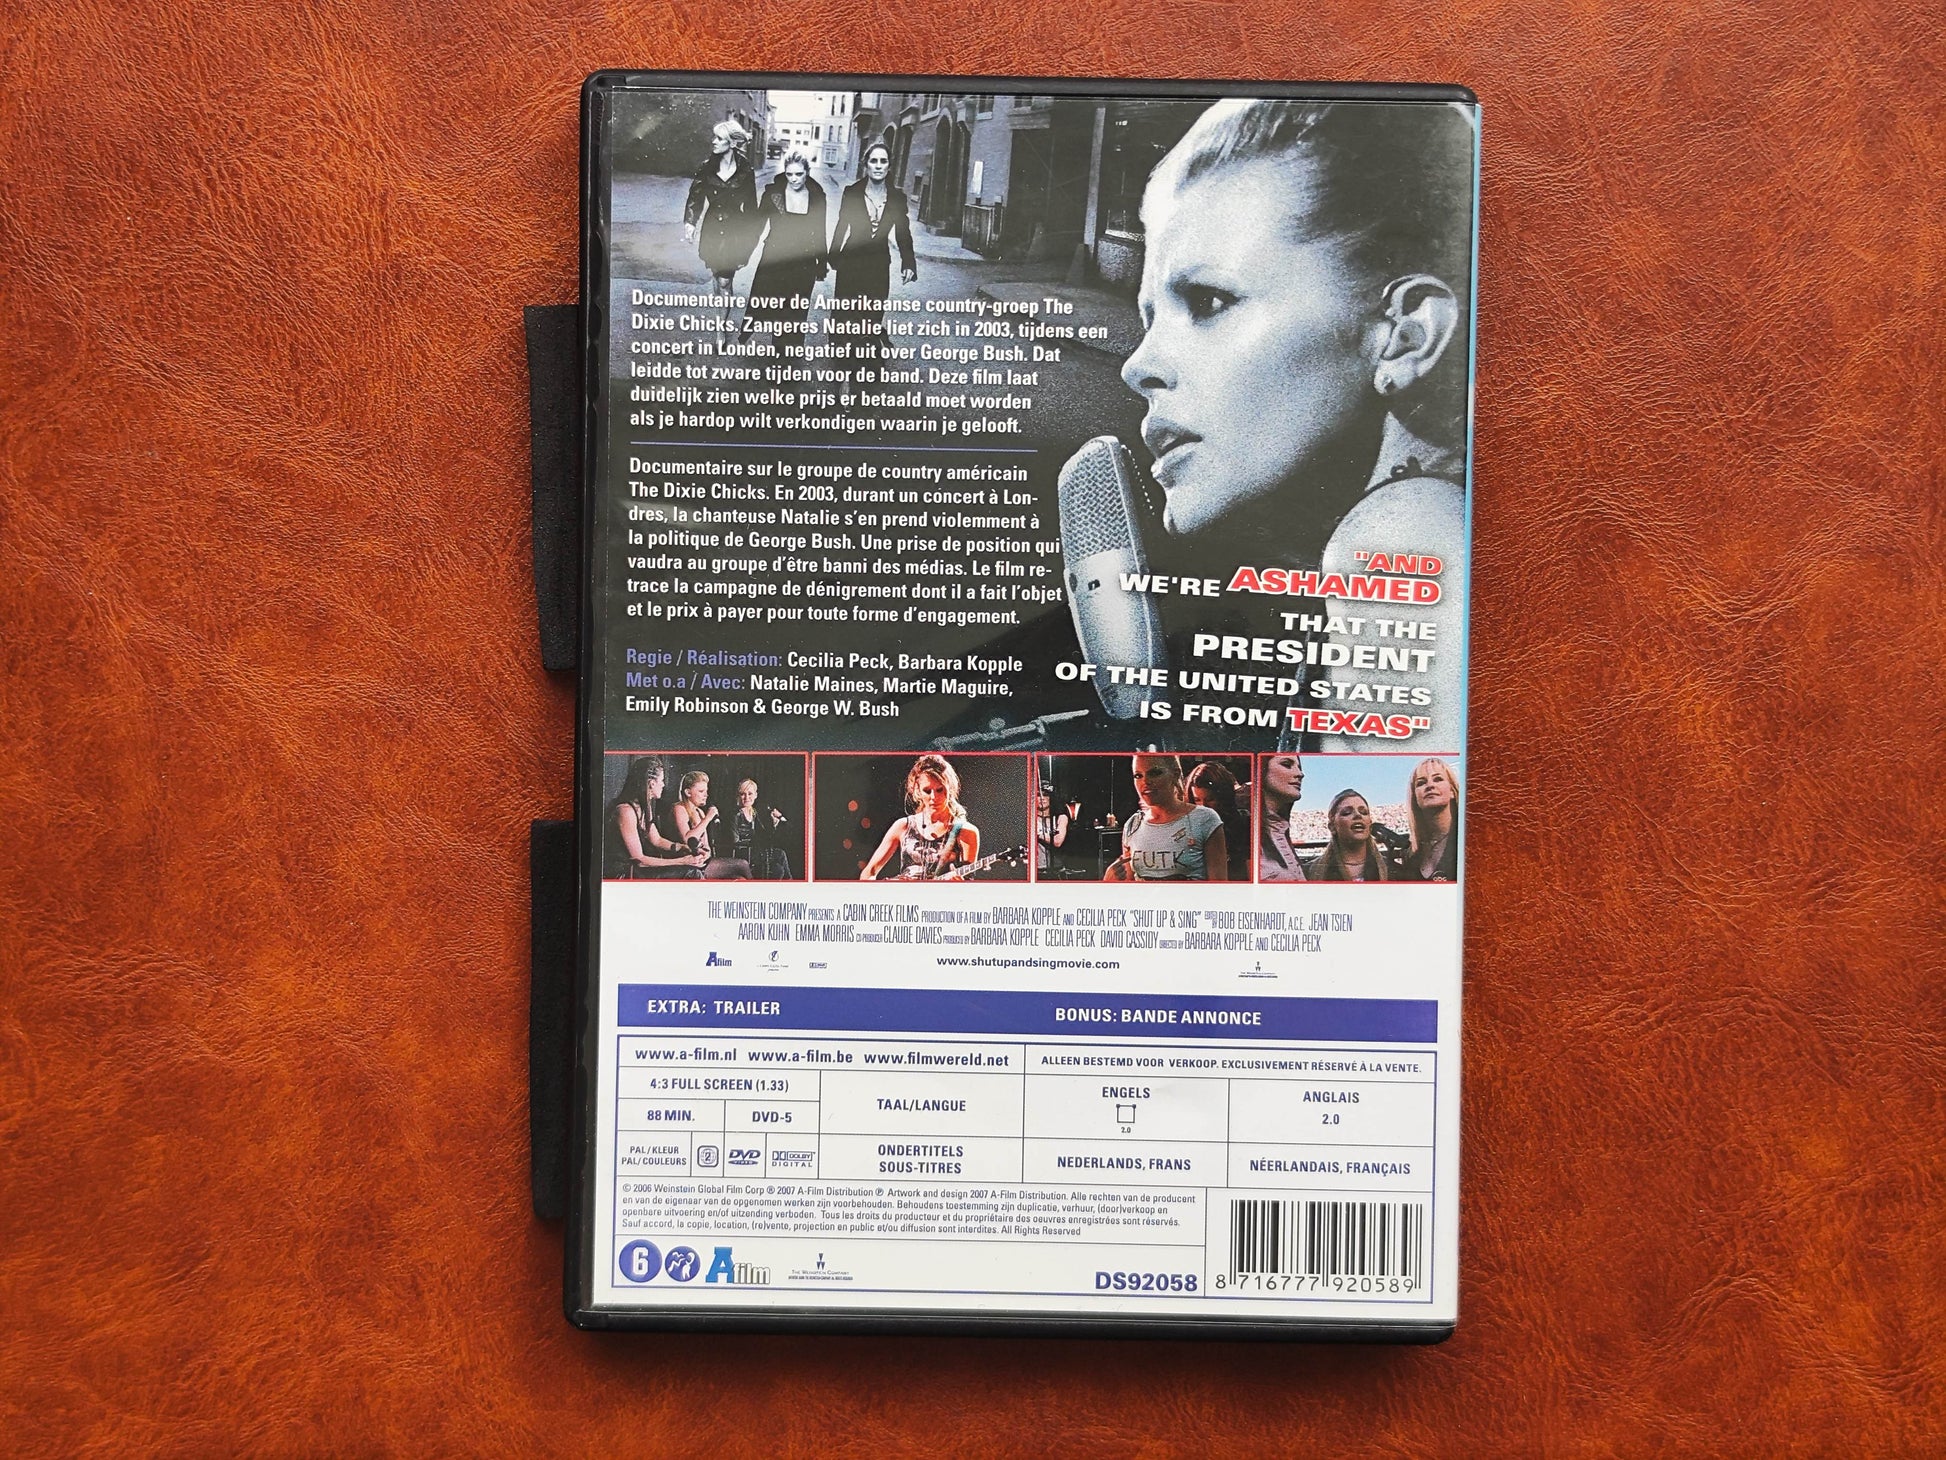 Documentaire over de Amerikaanse country-groep The
Dixie Chicks. Zangeres Natalie liet zich in 2003, tijdens een
concert in Londen, negatief uit over George Bush. Dat
leidde tot zware tijden voor de band. Deze film laat
duidelijk zien welke prijs er betaald moet worden
als je hardop wilt verkondigen waarin je gelooft.
Documentaire sur le groupe de country américain
The Dixie Chicks. En 2003, durant un concert à Lon-
dres, la chanteuse Natalie s'en prend violemment à
la politique de George Bush. Une prise de position qui
vaudra au groupe d'être banni des médias. Le film re-
trace la campagne de dénigrement dont il a fait l'objet
et le prix à payer pour toute forme d'engagement.
Regie / Réalisation: Cecilia Peck, Barbara Kopple
Met o.a / Avec: Natalie Maines, Martie Maguire,
Emily Robinson & George W. Bush
"AND
WE'RE ASHAMED
THAT THE
PRESIDENT
OF THE UNITED STATES
IS FROM TEXAS"
FUTK
abc
THE WEINSTEIN COMPANY PRESENTS A CABIN CREEK FILMS PRODUCTION OF A FILM BY BARBARA KOPPLE AND CECILIA PECK "SHUT UP & SING" EDITED BY BOB EISENHARDT, A.C.E. JEAN TSIEN
AARON KUHN EMMA MORRIS CO-PRODUCER CLAUDE DAVIES PRODUCED BY BARBARA KOPPLE CECILIA PECK DAVID CASSIDY DIRECTED BY BARBARA KOPPLE AND CECILIA PECK
Afilm www.shutupandsingmovie.com
EXTRA: TRAILER BONUS: BANDE ANNONCE
www.a-film.nl www.a-film.be www.filmwereld.net ALLEEN BESTEMD VOOR VERKOOP. EXCLUSIVEMENT RÉSERVÉ À LA VENTE.
4:3 FULL SCREEN (1.33)
88 MIN. DVD-5
TAAL/LANGUE
ENGELS
2.0
ANGLAIS
2.0
PAL/KLEUR
PAL/COULEURS
2
DVD VIDEO
DOLBY DIGITAL
ONDERTITELS
SOUS-TITRES
NEDERLANDS, FRANS
NÉERLANDAIS, FRANÇAIS
© 2006 Weinstein Global Film Corp ® 2007 A-Film Distribution ℗ Artwork and design 2007 A-Film Distribution. Alle rechten van de producent
en van de eigenaar van de opgenomen werken zijn voorbehouden. Behoudens toestemming zijn duplicatie, verhuur, (door)verkoop en
openbare uitvoering en/of uitzending verboden. Tous les droits du producteur et du propriétaire des oeuvres enregistrées sont réservés.
Sauf accord, la copie, location, (re)vente, projection en public et/ou diffusion sont interdites. All Rights Reserved
6 Afilm THE WEINSTEIN COMPANY
DS92058
8 716777 920589